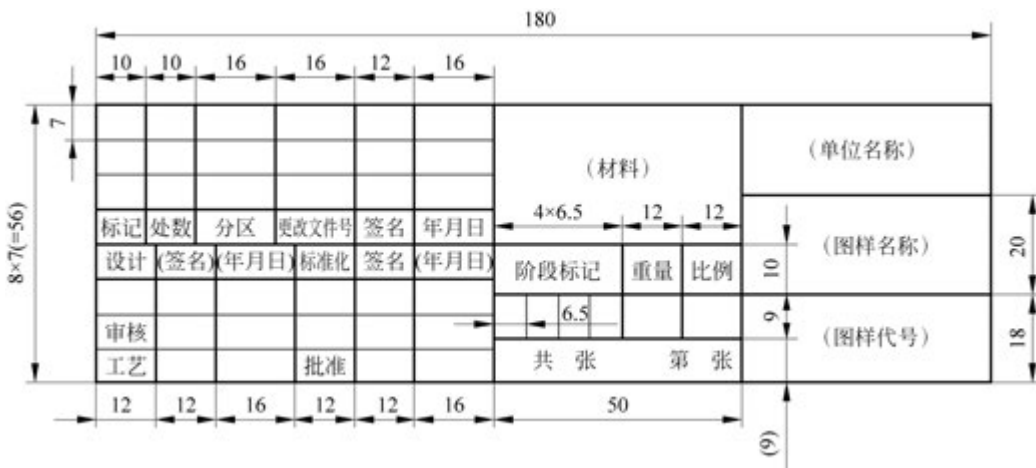 180
10 10 16 16 12 16
7
(单位名称)
(材料)
8×7(=56)
4×6.5 12 12
标记 处数 分区 更改文件号 签名 年月日
(图样名称)
20
设计 (签名) (年月日) 标准化 签名 (年月日)
阶段标记 重量 比例
10
6.5
9
审核
(图样代号)
18
工艺 批准
共 张 第 张
12 12 16 12 12 16 50
(9)